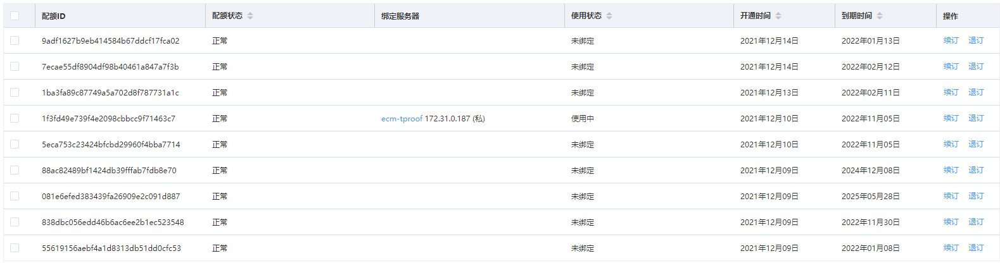 配额ID 配额状态 绑定服务器 使用状态 开通时间 到期时间 操作
9adf1627b9eb414584b67ddcf17fca02 正常 未绑定 2021年12月14日 2022年01月13日 续订 退订
7ecae55df8904df98b40461a847a7f3b 正常 未绑定 2021年12月14日 2022年02月12日 续订 退订
1ba3fa89c87749a5a702d8f787731a1c 正常 未绑定 2021年12月13日 2022年02月11日 续订 退订
1f3fd49e739f4e2098cbbcc9f71463c7 正常 ecm-tproof 172.31.0.187 (私) 使用中 2021年12月10日 2022年11月05日 续订 退订
5eca753c23424bfcbd29960f4bba7714 正常 未绑定 2021年12月10日 2022年11月05日 续订 退订
88ac82489bf1424db39fffab7fdb8e70 正常 未绑定 2021年12月09日 2024年12月08日 续订 退订
081e6efed383439fa26909e2c091d887 正常 未绑定 2021年12月09日 2025年05月28日 续订 退订
838dbc056edd46b6ac6ee2b1ec523548 正常 未绑定 2021年12月09日 2022年11月30日 续订 退订
55619156aebf4a1d8313db51dd0cfc53 正常 未绑定 2021年12月09日 2022年01月08日 续订 退订